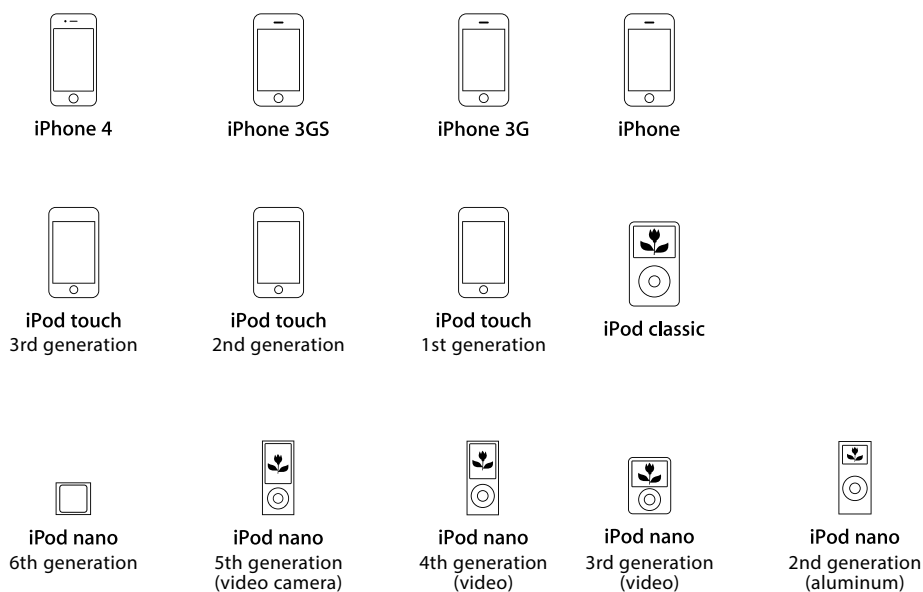 iPhone 4
iPhone 3GS
iPhone 3G
iPhone
iPod touch
3rd generation
iPod touch
2nd generation
iPod touch
1st generation
iPod classic
iPod nano
6th generation
iPod nano
5th generation
(video camera)
iPod nano
4th generation
(video)
iPod nano
3rd generation
(video)
iPod nano
2nd generation
(aluminum)